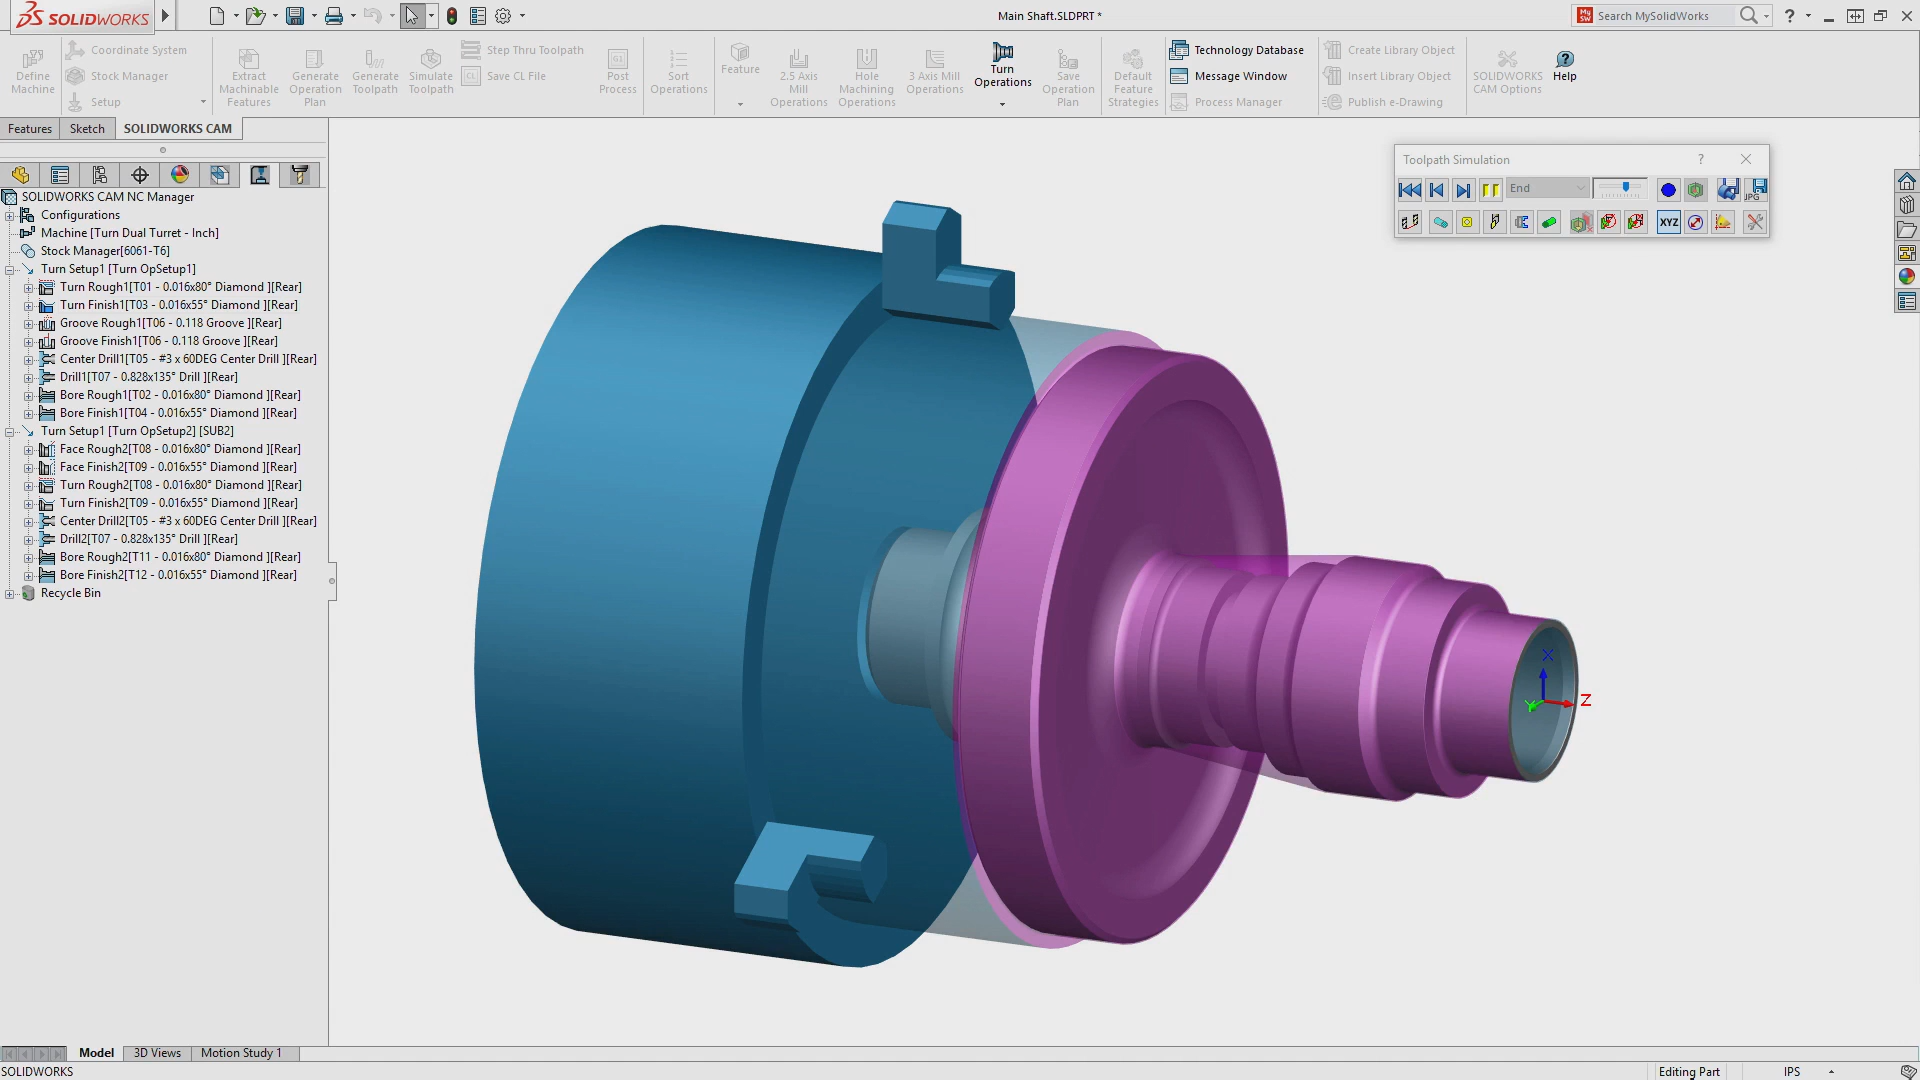 SOLIDWORKS
Main Shaft.SLDPRT *
My SW
Search MySolidWorks
?
Define Machine
Coordinate System
Stock Manager
Setup
Extract Machinable Features
Generate Operation Plan
Generate Toolpath
Simulate Toolpath
Step Thru Toolpath
CL Save CL File
G1
Post Process
Sort Operations
Feature
2.5 Axis Mill Operations
Hole Machining Operations
3 Axis Mill Operations
Turn Operations
Save Operation Plan
Default Feature Strategies
Technology Database
Message Window
Process Manager
Create Library Object
Insert Library Object
Publish e-Drawing
SOLIDWORKS CAM Options
Help
Features
Sketch
SOLIDWORKS CAM
SOLIDWORKS CAM NC Manager
Configurations
Machine [Turn Dual Turret - Inch]
Stock Manager[6061-T6]
Turn Setup1 [Turn OpSetup1]
Turn Rough1[T01 - 0.016x80° Diamond ][Rear]
Turn Finish1[T03 - 0.016x55° Diamond ][Rear]
Groove Rough1[T06 - 0.118 Groove ][Rear]
Groove Finish1[T06 - 0.118 Groove ][Rear]
Center Drill1[T05 - #3 x 60DEG Center Drill ][Rear]
Drill1[T07 - 0.828x135° Drill ][Rear]
Bore Rough1[T02 - 0.016x80° Diamond ][Rear]
Bore Finish1[T04 - 0.016x55° Diamond ][Rear]
Turn Setup1 [Turn OpSetup2] [SUB2]
Face Rough2[T08 - 0.016x80° Diamond ][Rear]
Face Finish2[T09 - 0.016x55° Diamond ][Rear]
Turn Rough2[T08 - 0.016x80° Diamond ][Rear]
Turn Finish2[T09 - 0.016x55° Diamond ][Rear]
Center Drill2[T05 - #3 x 60DEG Center Drill ][Rear]
Drill2[T07 - 0.828x135° Drill ][Rear]
Bore Rough2[T11 - 0.016x80° Diamond ][Rear]
Bore Finish2[T12 - 0.016x55° Diamond ][Rear]
Recycle Bin
Toolpath Simulation
?
End
JPG
XYZ
X
Y
Z
Model
3D Views
Motion Study 1
SOLIDWORKS
Editing Part
IPS